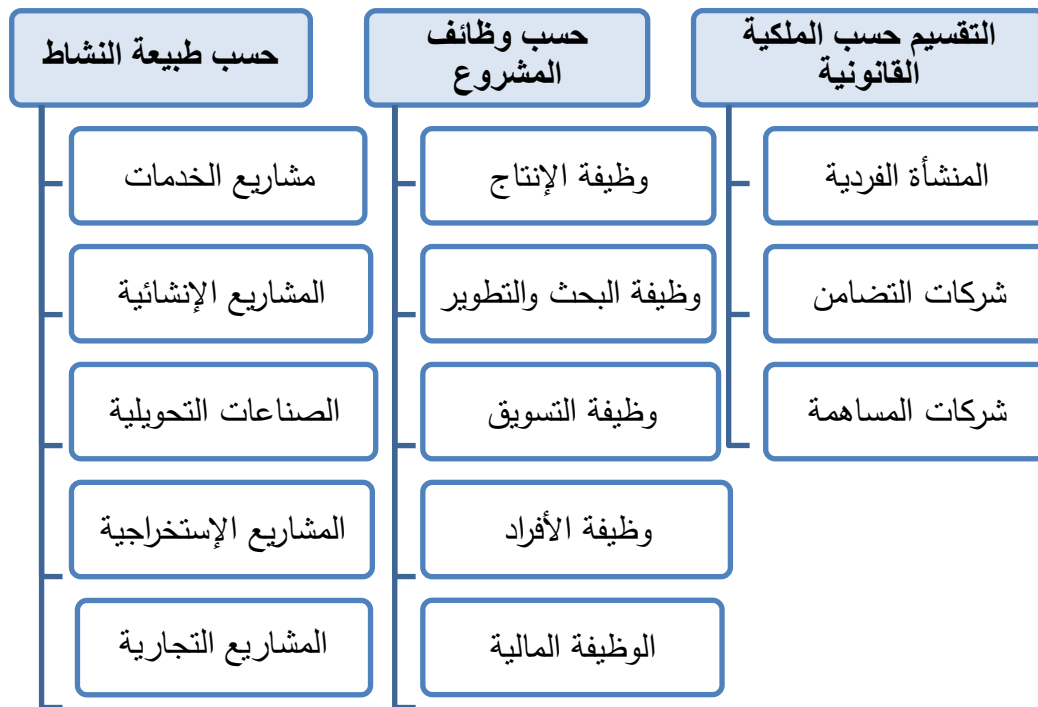 التقسيم حسب الملكية
القانونية
المنشأة الفردية
شركات التضامن
شركات المساهمة
حسب وظائف
المشروع
وظيفة الإنتاج
وظيفة البحث والتطوير
وظيفة التسويق
وظيفة الأفراد
الوظيفة المالية
حسب طبيعة النشاط
مشاريع الخدمات
المشاريع الإنشائية
الصناعات التحويلية
المشاريع الإستخراجية
المشاريع التجارية